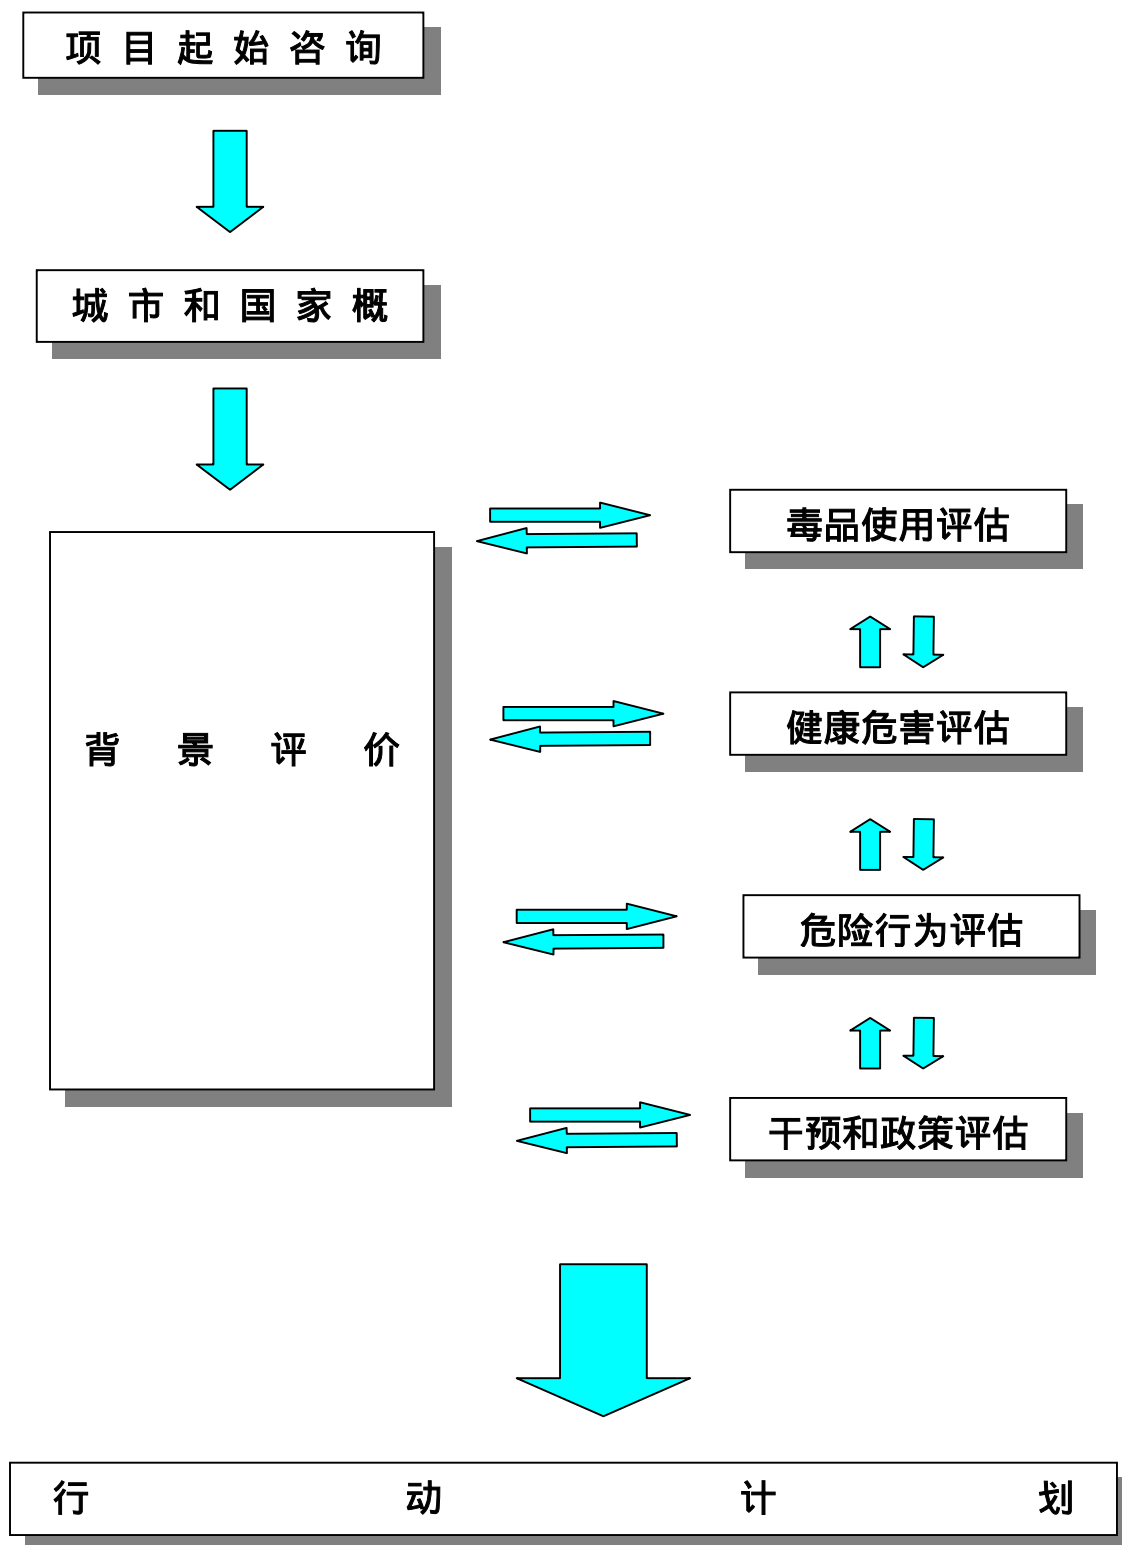 项目起始咨询
城市和国家概
毒品使用评估
健康危害评估
背景评价
危险行为评估
干预和政策评估
行动计划